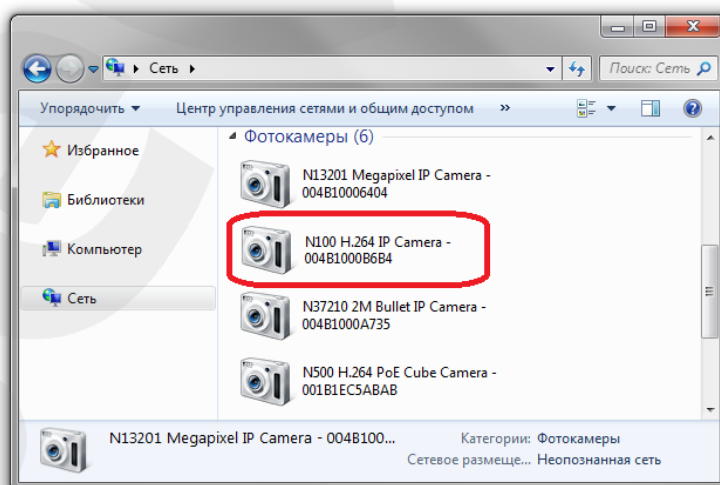 Сеть
Поиск: Сеть
Упорядочить
Центр управления сетями и общим доступом
»
Фотокамеры (6)
Избранное
Библиотеки
Компьютер
Сеть
N13201 Megapixel IP Camera -
004B10006404
N100 H.264 IP Camera -
004B1000B6B4
N37210 2M Bullet IP Camera -
004B1000A735
N500 H.264 PoE Cube Camera -
001B1EC5ABAB
N13201 Megapixel IP Camera - 004B100...
Категории: Фотокамеры
Сетевое размеще... Неопознанная сеть